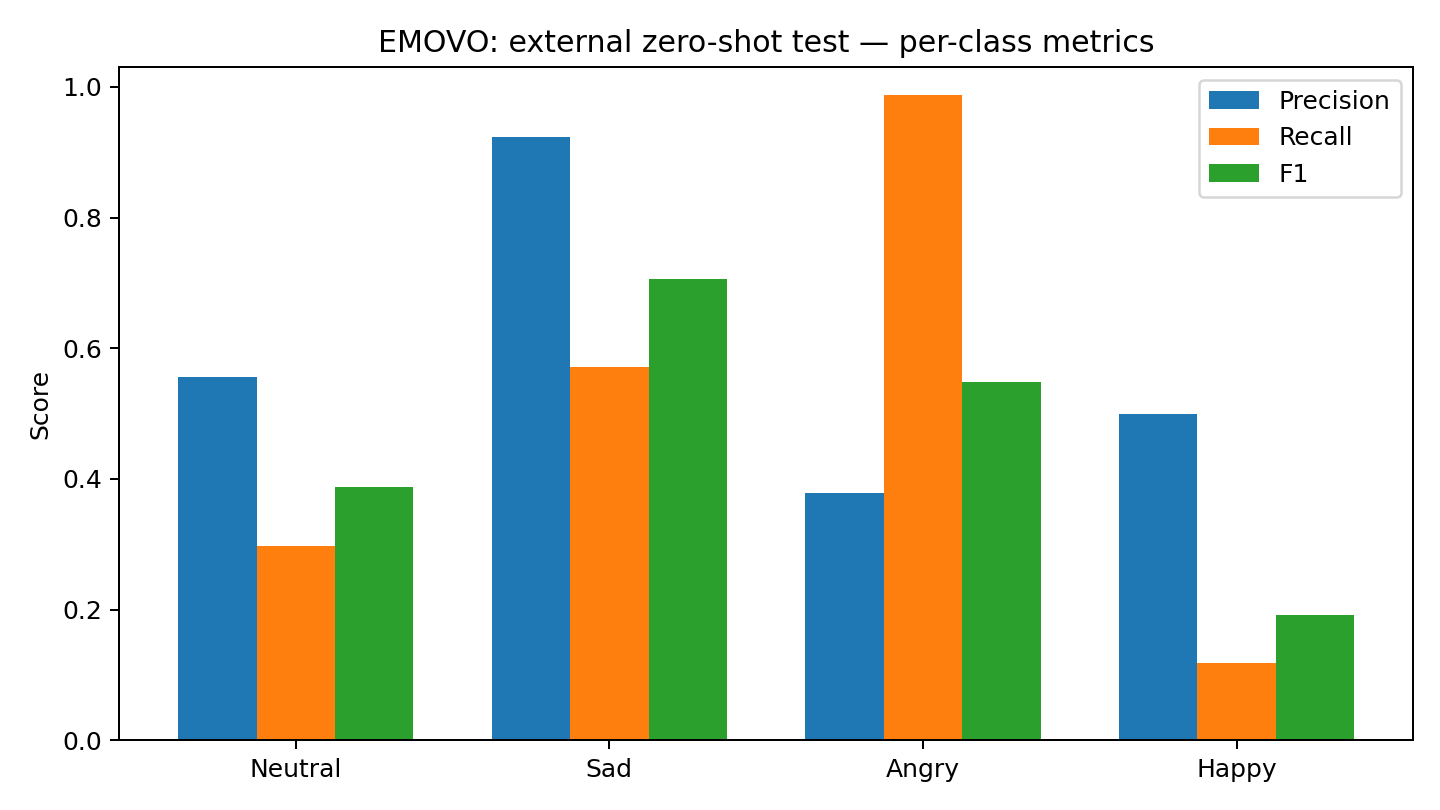 EMOVO: external zero-shot test — per-class metrics
Precision
Recall
F1
Score
1.0
0.8
0.6
0.4
0.2
0.0
Neutral
Sad
Angry
Happy